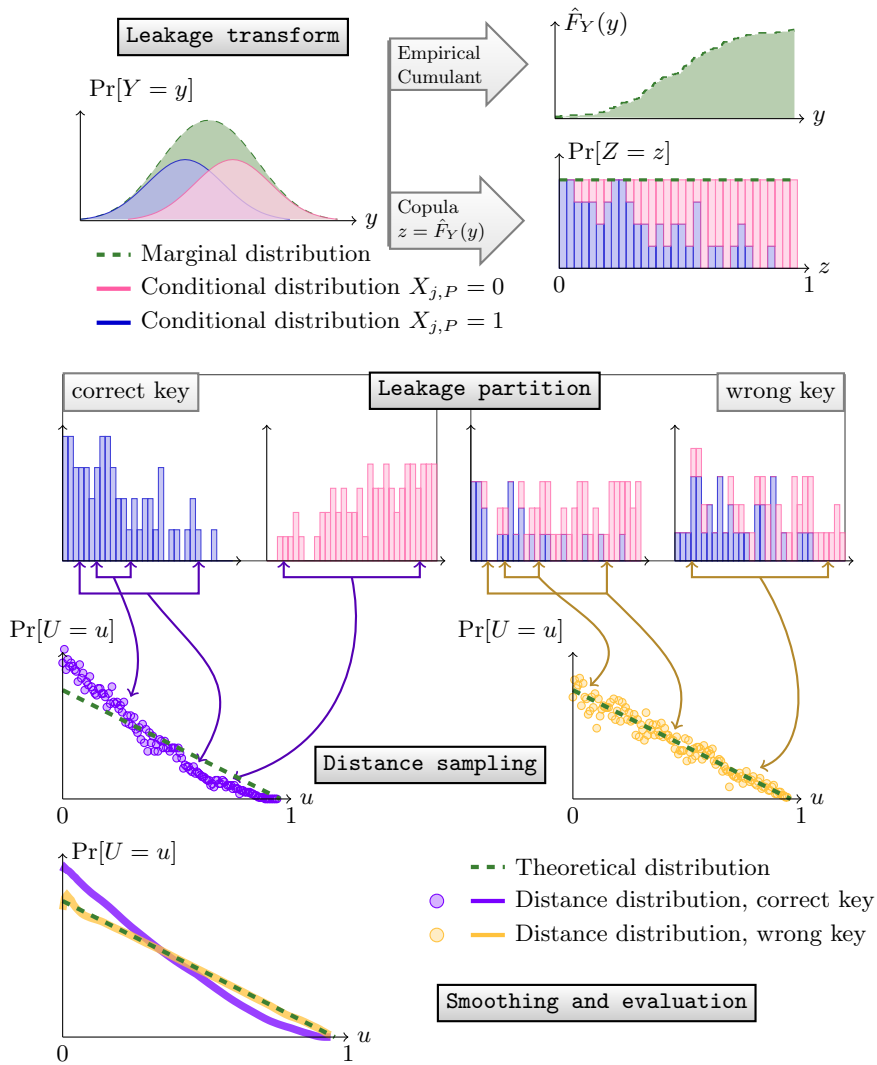 Leakage transform
Pr[Y = y]
y
Empirical
Cumulant
F̂_Y(y)
y
Copula
z = F̂_Y(y)
Pr[Z = z]
z
0
1
Marginal distribution
Conditional distribution X_{j,P} = 0
Conditional distribution X_{j,P} = 1
correct key
Leakage partition
wrong key
Pr[U = u]
u
0
1
Pr[U = u]
u
0
1
Distance sampling
Pr[U = u]
u
0
1
Theoretical distribution
Distance distribution, correct key
Distance distribution, wrong key
Smoothing and evaluation